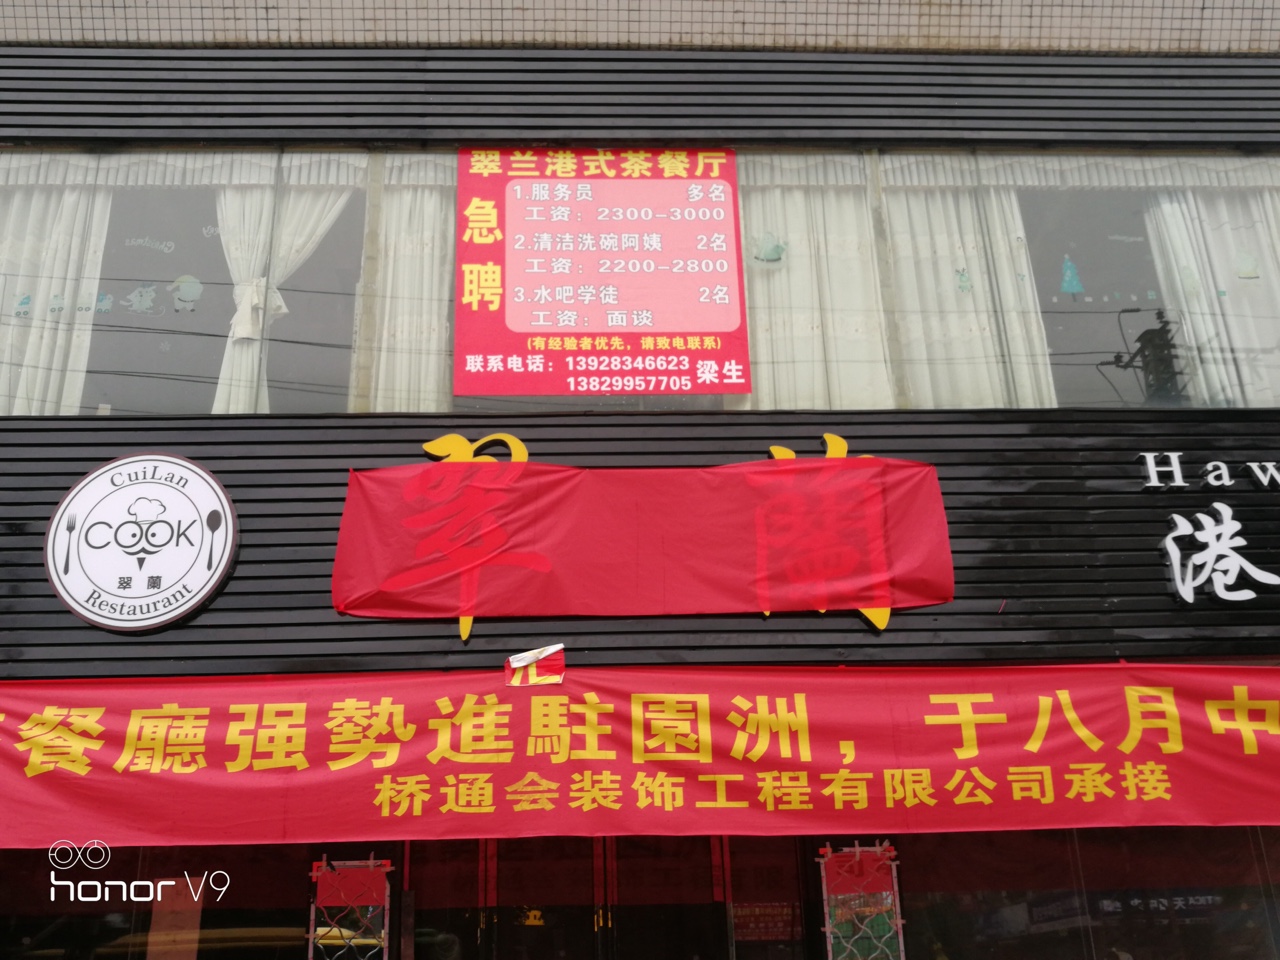 翠兰港式茶餐厅
急聘
1.服务员 多名
工资：2300-3000
2.清洁洗碗阿姨 2名
工资：2200-2800
3.水吧学徒 2名
工资：面谈
(有经验者优先，请致电联系)
联系电话：13928346623
13829957705
梁生
翠蘭
CuiLan
COOK
翠蘭
Restaurant
Haw
港
餐廳强勢進駐園洲，于八月中
桥通会装饰工程有限公司承接
honor V9